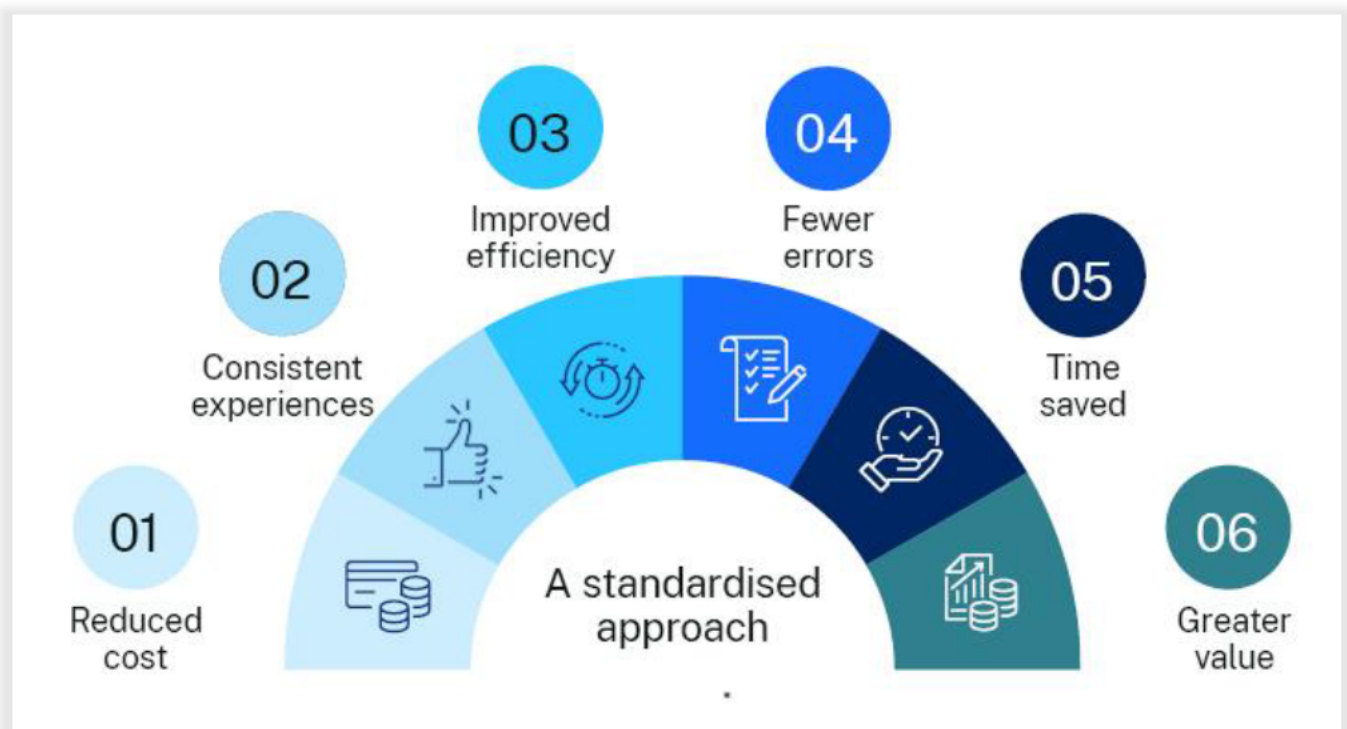 01
Reduced
cost
02
Consistent
experiences
03
Improved
efficiency
04
Fewer
errors
05
Time
saved
06
Greater
value
A standardised
approach